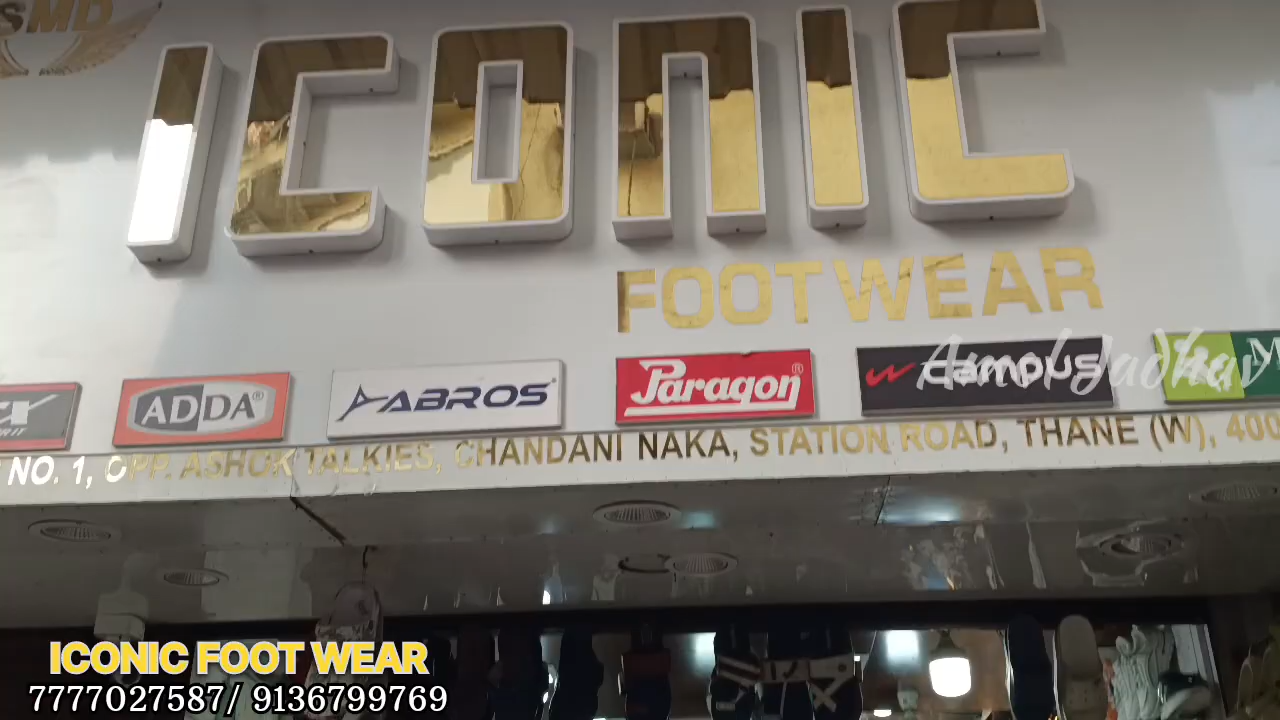 SMD
ICONIC
FOOTWEAR
ADDA®
ABROS®
Paragon®
campus
Amol Jadhav
NO. 1, OPP. ASHOK TALKIES, CHANDANI NAKA, STATION ROAD, THANE (W), 400
ICONIC FOOT WEAR
7777027587/ 9136799769